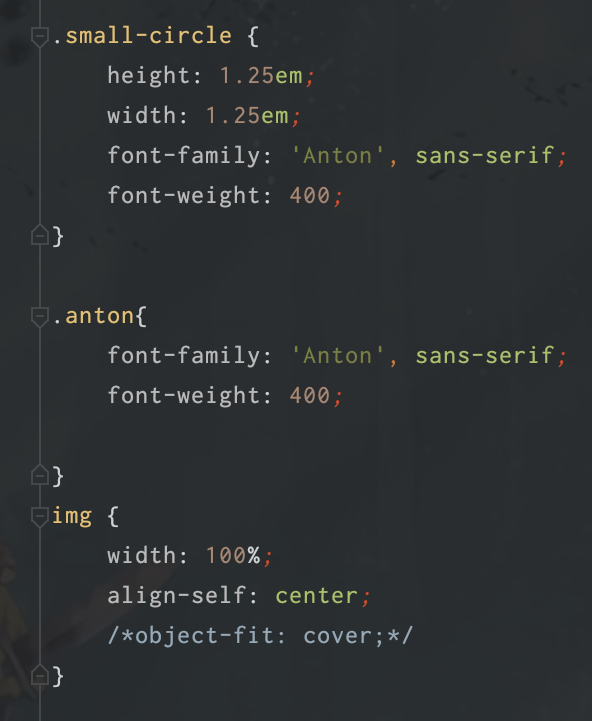 .small-circle {
    height: 1.25em;
    width: 1.25em;
    font-family: 'Anton', sans-serif;
    font-weight: 400;
}
.anton{
    font-family: 'Anton', sans-serif;
    font-weight: 400;
}
img {
    width: 100%;
    align-self: center;
    /*object-fit: cover;*/
}